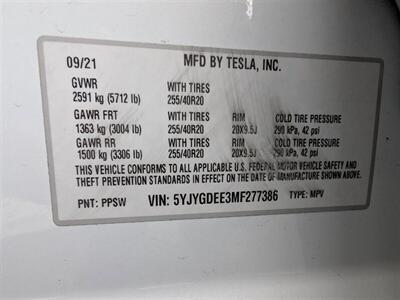 09/21 MFD BY TESLA, INC.
GVWR WITH TIRES
2591 kg (5712 lb) 255/40R20
GAWR FRT WITH TIRES RIM COLD TIRE PRESSURE
1363 kg (3004 lb) 255/40R20 20X9.5J 290 kPa, 42 psi
GAWR RR WITH TIRES RIM COLD TIRE PRESSURE
1500 kg (3306 lb) 255/40R20 20X9.5J 290 kPa, 42 psi
THIS VEHICLE CONFORMS TO ALL APPLICABLE U.S. FEDERAL MOTOR VEHICLE SAFETY AND
THEFT PREVENTION STANDARDS IN EFFECT ON THE DATE OF MANUFACTURE SHOWN ABOVE.
PNT: PPSW VIN: 5YJYGDEE3MF277386 TYPE: MPV